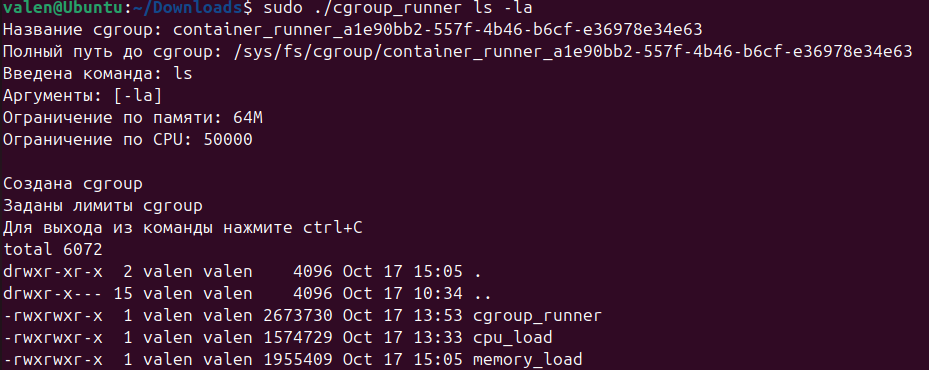 valen@Ubuntu:~/Downloads$ sudo ./cgroup_runner ls -la
Название cgroup: container_runner_a1e90bb2-557f-4b46-b6cf-e36978e34e63
Полный путь до cgroup: /sys/fs/cgroup/container_runner_a1e90bb2-557f-4b46-b6cf-e36978e34e63
Введена команда: ls
Аргументы: [-la]
Ограничение по памяти: 64M
Ограничение по CPU: 50000

Создана cgroup
Заданы лимиты cgroup
Для выхода из команды нажмите ctrl+C
total 6072
drwxr-xr-x  2 valen valen    4096 Oct 17 15:05 .
drwxr-x--- 15 valen valen    4096 Oct 17 10:34 ..
-rwxrwxr-x  1 valen valen 2673730 Oct 17 13:53 cgroup_runner
-rwxrwxr-x  1 valen valen 1574729 Oct 17 13:33 cpu_load
-rwxrwxr-x  1 valen valen 1955409 Oct 17 15:05 memory_load